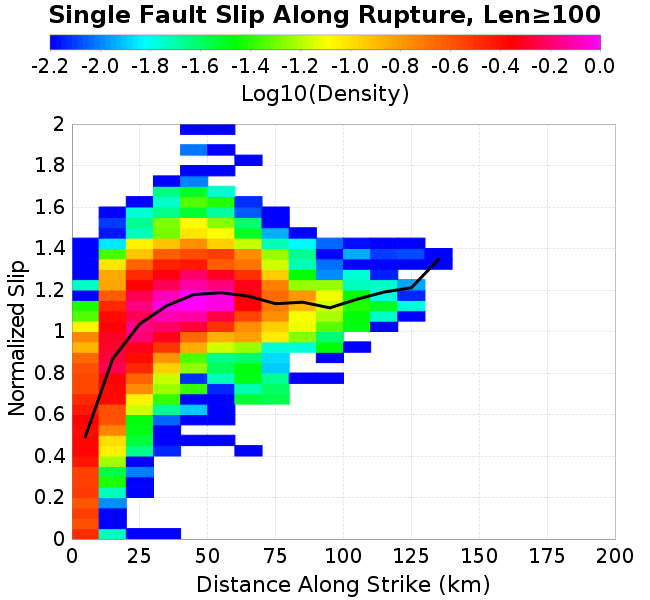 Single Fault Slip Along Rupture, Len≥100
-2.2 -2.0 -1.8 -1.6 -1.4 -1.2 -1.0 -0.8 -0.6 -0.4 -0.2 0.0
Log10(Density)
2
1.8
1.6
1.4
1.2
1
0.8
0.6
0.4
0.2
0
Normalized Slip
0 25 50 75 100 125 150 175 200
Distance Along Strike (km)